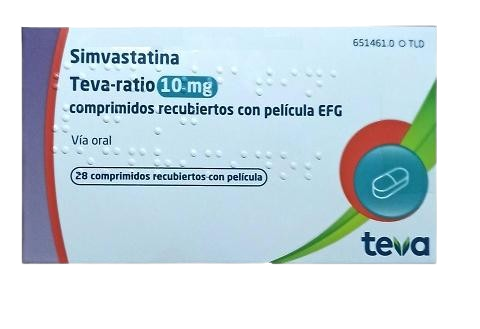 651461.0 O TLD
Simvastatina
Teva-ratio 10 mg
comprimidos recubiertos con película EFG
Vía oral
28 comprimidos recubiertos con película
teva